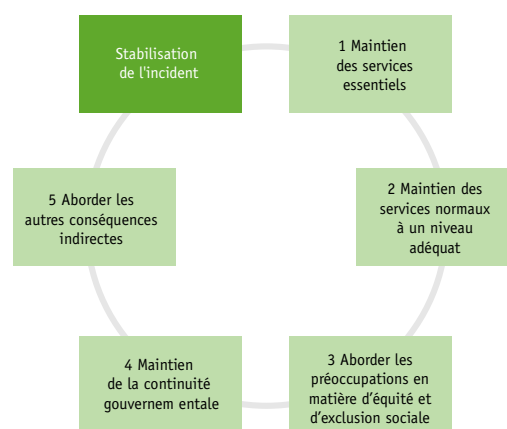 Stabilisation
de l'incident
1 Maintien
des services
essentiels
2 Maintien des
services normaux
à un niveau
adéquat
3 Aborder les
préoccupations en
matière d’équité et
d’exclusion sociale
4 Maintien
de la continuité
gouvernem entale
5 Aborder les
autres conséquences
indirectes